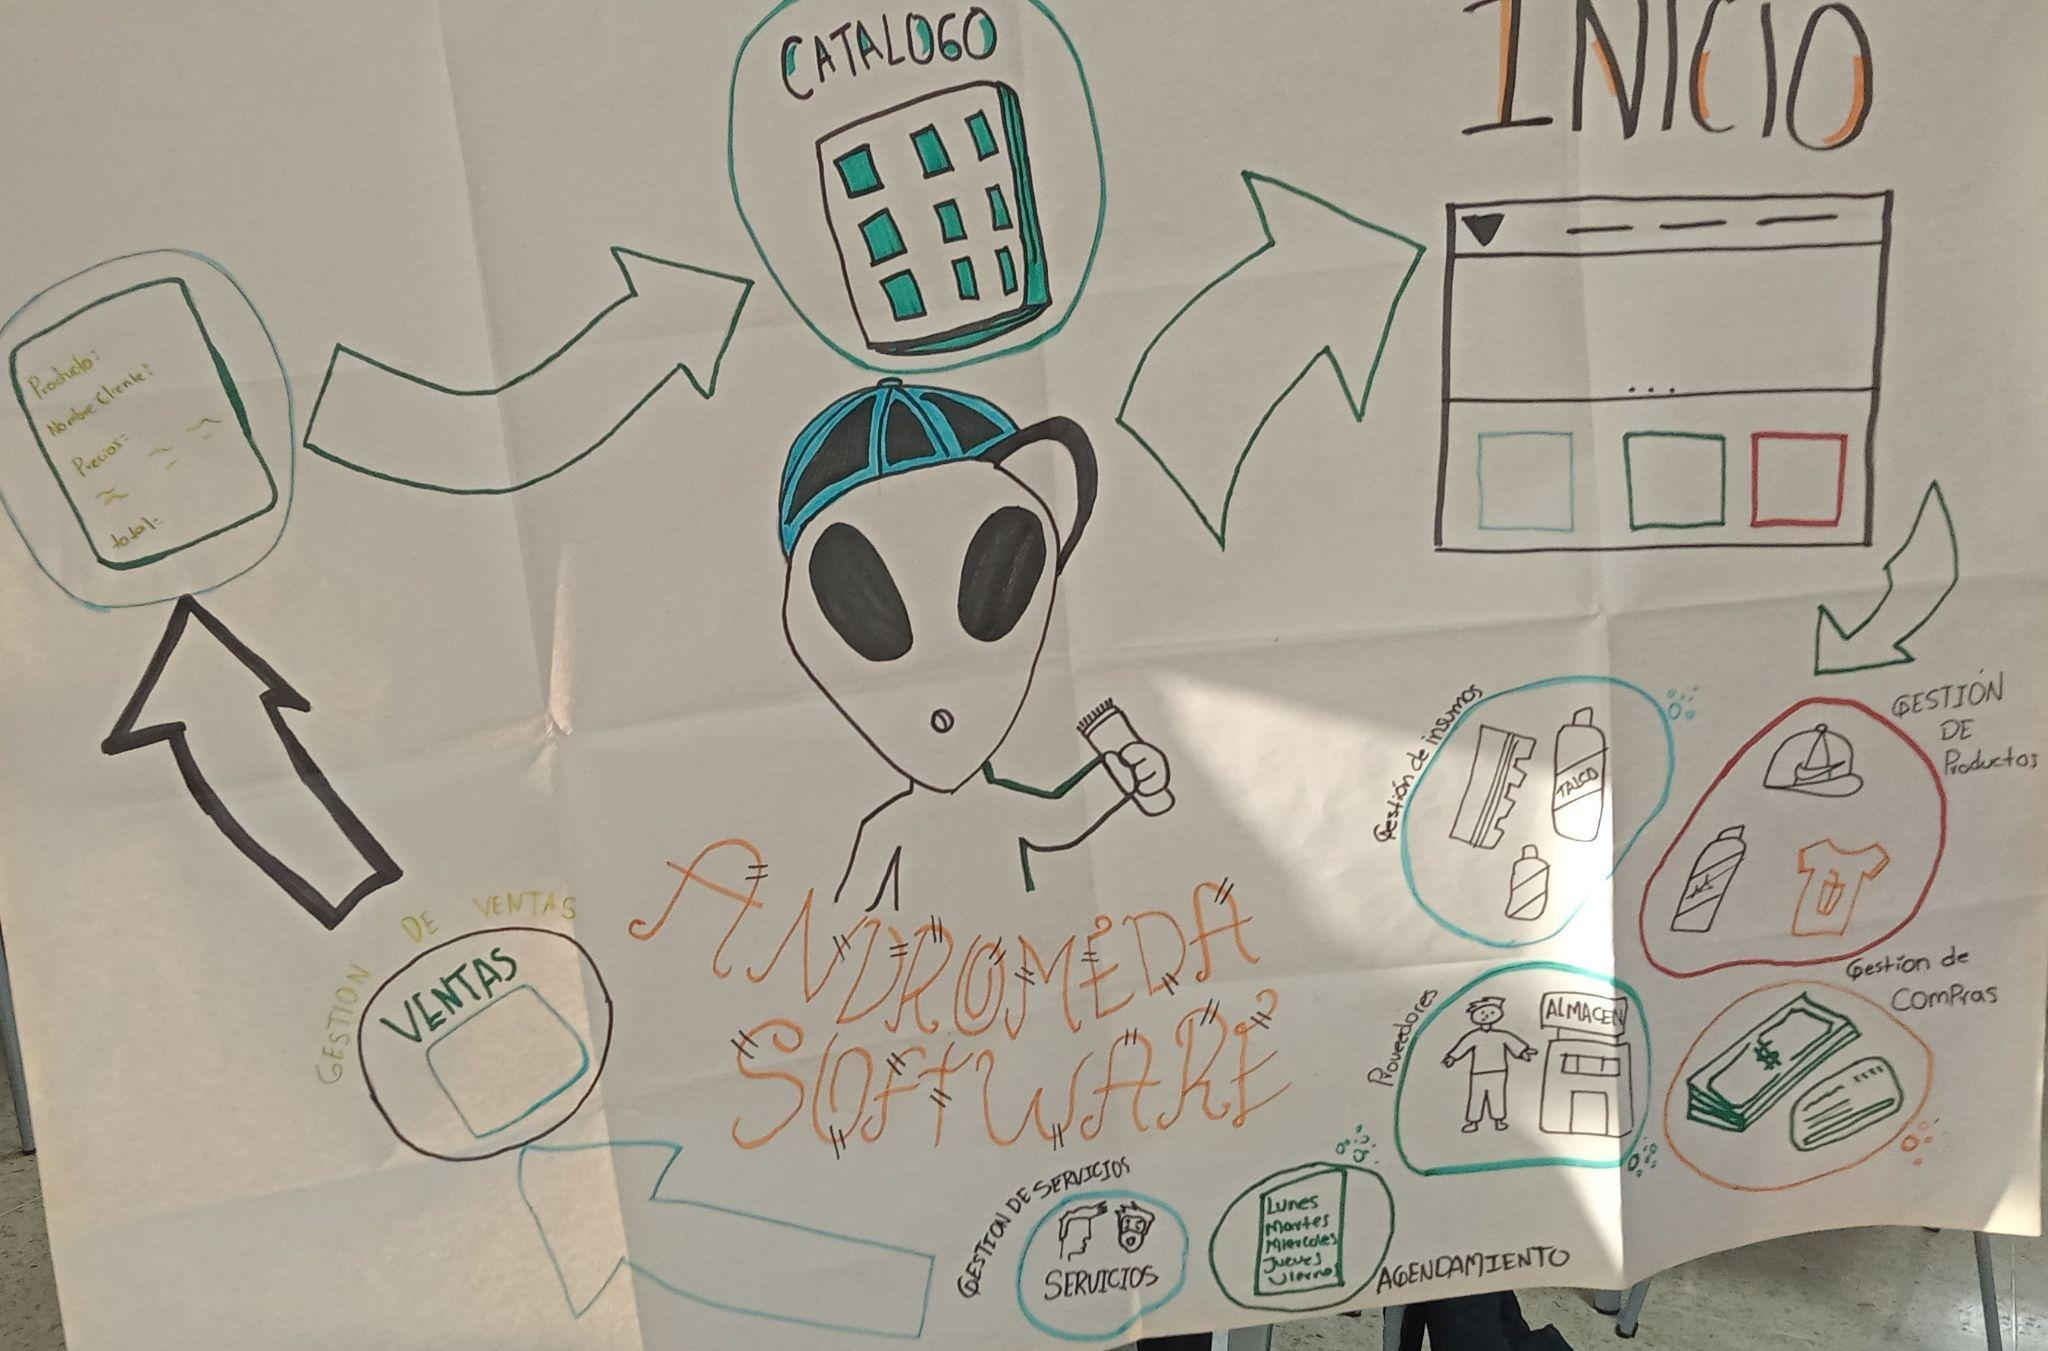 CATALOGO
INICIO
Producto:
Nombre Cliente:
Precios:
total:
GESTION DE VENTAS
VENTAS
ANDROMEDA
SOFTWARE
Gestión de insumos
TALCO
GESTIÓN
DE
Productos
Proveedores
ALMACEN
Gestion de
Compras
$
GESTION DE SERVICIOS
SERVICIOS
Lunes
Martes
Miercoles
Jueves
Viernes
AGENDAMIENTO